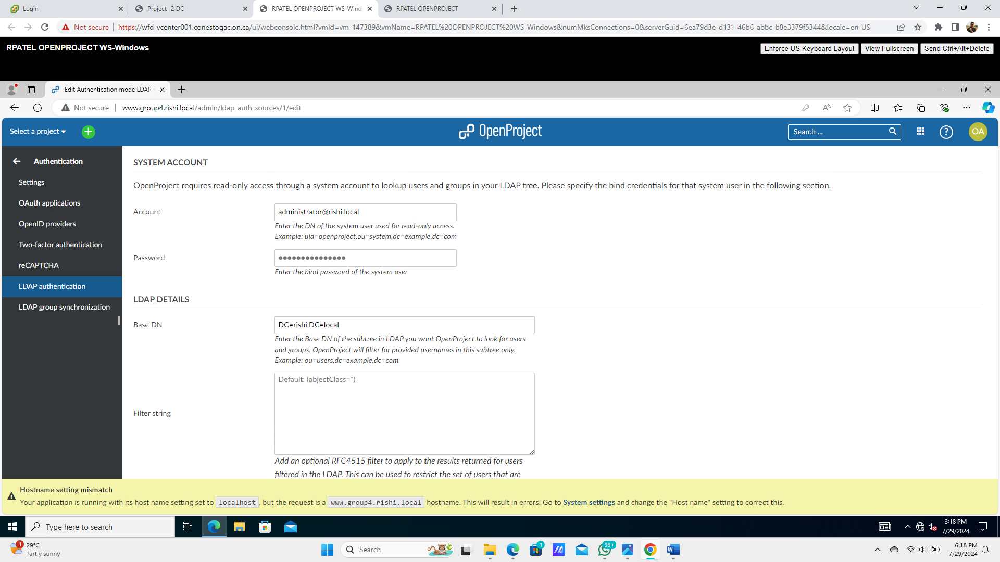 Login
Project -2 DC
RPATEL OPENPROJECT WS-Wind
RPATEL OPENPROJECT
Not secure
https://wfd-vcenter001.conestogac.on.ca/ui/webconsole.html?vmId=vm-147389&vmName=RPATEL%20OPENPROJECT%20WS-Windows&numMksConnections=0&serverGuid=6ea79d3e-d131-46b6-abbc-b8e3379f5344&locale=en-US
RPATEL OPENPROJECT WS-Windows
Enforce US Keyboard Layout
View Fullscreen
Send Ctrl+Alt+Delete
Edit Authentication mode LDAP
Not secure
www.group4.rishi.local/admin/ldap_auth_sources/1/edit
Select a project
OpenProject
Search ...
OA
Authentication
Settings
OAuth applications
OpenID providers
Two-factor authentication
reCAPTCHA
LDAP authentication
LDAP group synchronization
SYSTEM ACCOUNT
OpenProject requires read-only access through a system account to lookup users and groups in your LDAP tree. Please specify the bind credentials for that system user in the following section.
Account
administrator@rishi.local
Enter the DN of the system user used for read-only access.
Example: uid=openproject,ou=system,dc=example,dc=com
Password
•••••••••••••••
Enter the bind password of the system user
LDAP DETAILS
Base DN
DC=rishi,DC=local
Enter the Base DN of the subtree in LDAP you want OpenProject to look for users
and groups. OpenProject will filter for provided usernames in this subtree only.
Example: ou=users,dc=example,dc=com
Filter string
Default: (objectClass=*)
Add an optional RFC4515 filter to apply to the results returned for users
filtered in the LDAP. This can be used to restrict the set of users that are
Hostname setting mismatch
Your application is running with its host name setting set to localhost, but the request is a www.group4.rishi.local hostname. This will result in errors! Go to System settings and change the "Host name" setting to correct this.
Type here to search
3:18 PM
7/29/2024
1
29°C
Partly sunny
Search
1
99+
6:18 PM
7/29/2024